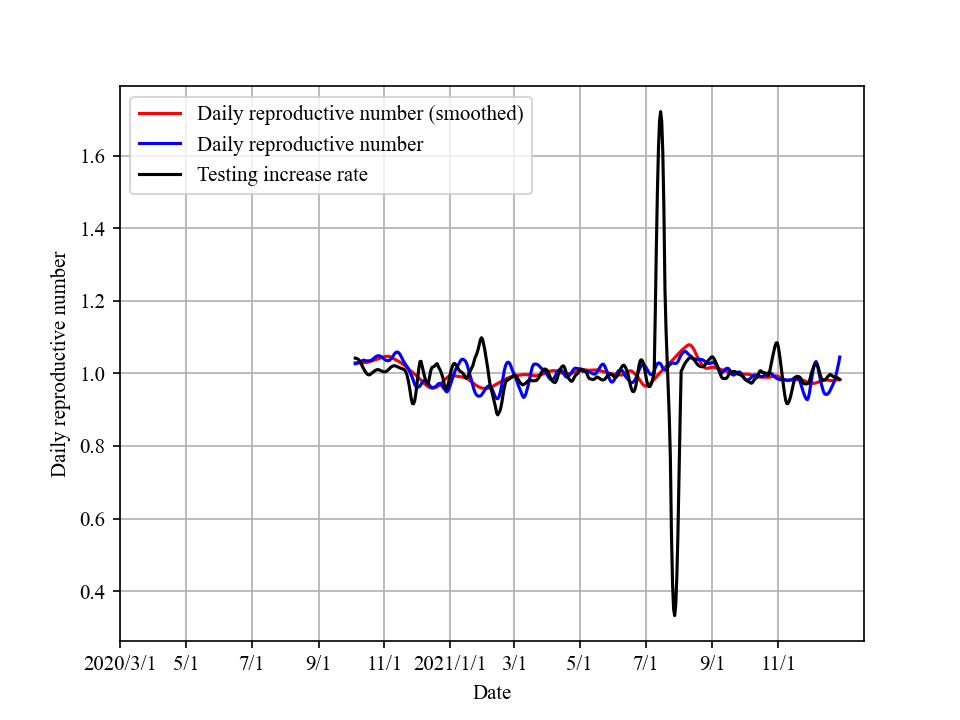 Daily reproductive number (smoothed)
Daily reproductive number
Testing increase rate
Daily reproductive number
1.6
1.4
1.2
1.0
0.8
0.6
0.4
2020/3/1 5/1 7/1 9/1 11/1 2021/1/1 3/1 5/1 7/1 9/1 11/1
Date